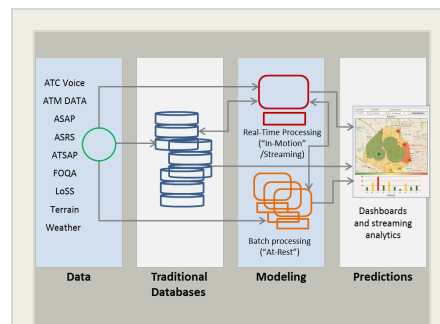 ATC Voice
ATM DATA
ASAP
ASRS
ATSAP
FOQA
LoSS
Terrain
Weather
Real-Time Processing
("In-Motion"
/Streaming)
Batch processing
("At-Rest")
Dashboards
and streaming
analytics
Data
Traditional
Databases
Modeling
Predictions